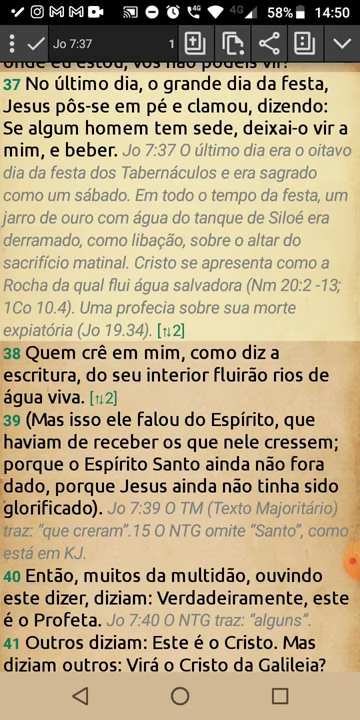 4G 4G 58% 14:50
Jo 7:37 1
onde eu estou, vós não podeis vir?
37 No último dia, o grande dia da festa,
Jesus pôs-se em pé e clamou, dizendo:
Se algum homem tem sede, deixai-o vir a
mim, e beber. Jo 7:37 O último dia era o oitavo
dia da festa dos Tabernáculos e era sagrado
como um sábado. Em todo o tempo da festa, um
jarro de ouro com água do tanque de Siloé era
derramado, como libação, sobre o altar do
sacrifício matinal. Cristo se apresenta como a
Rocha da qual flui água salvadora (Nm 20:2 -13;
1Co 10.4). Uma profecia sobre sua morte
expiatória (Jo 19.34). [↑↓2]
38 Quem crê em mim, como diz a
escritura, do seu interior fluirão rios de
água viva. [↑↓2]
39 (Mas isso ele falou do Espírito, que
haviam de receber os que nele cressem;
porque o Espírito Santo ainda não fora
dado, porque Jesus ainda não tinha sido
glorificado). Jo 7:39 O TM (Texto Majoritário)
traz: “que creram”.15 O NTG omite “Santo”, como
está em KJ.
40 Então, muitos da multidão, ouvindo
este dizer, diziam: Verdadeiramente, este
é o Profeta. Jo 7:40 O NTG traz: “alguns”.
41 Outros diziam: Este é o Cristo. Mas
diziam outros: Virá o Cristo da Galileia?